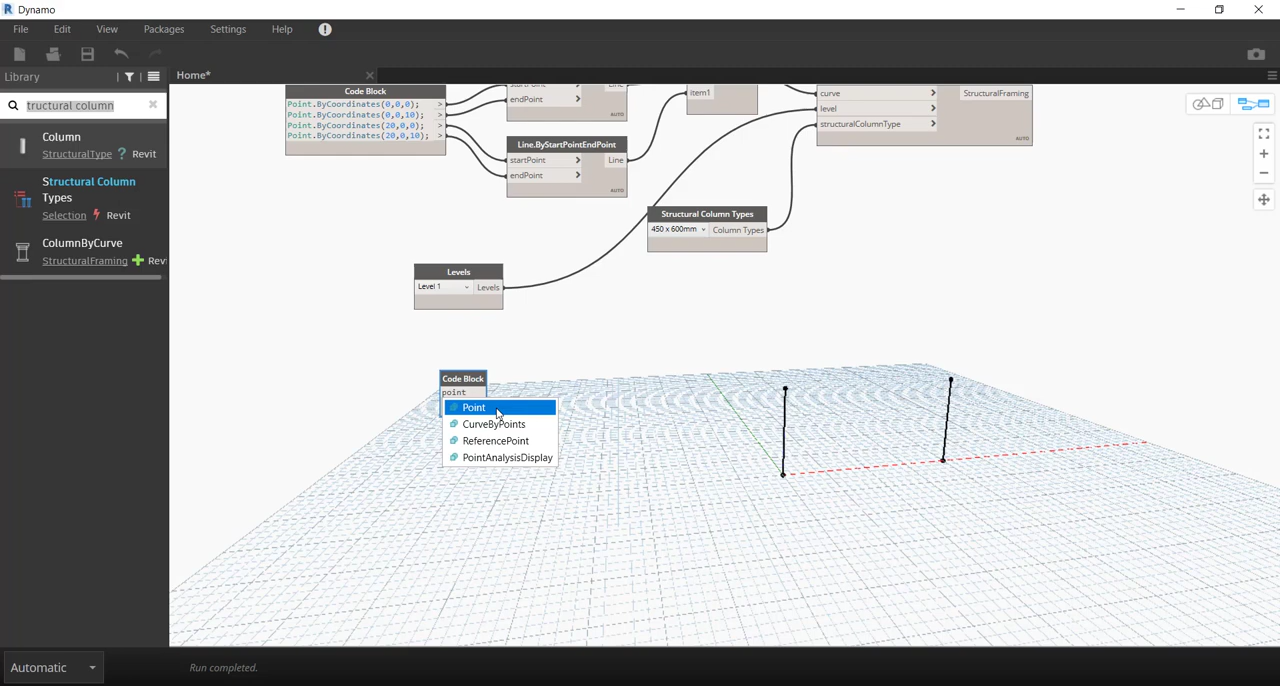 Dynamo
File Edit View Packages Settings Help
Library
Home*
tructural column
Column
StructuralType ? Revit
Structural Column
Types
Selection Revit
ColumnByCurve
StructuralFraming Revi
Code Block
Point.ByCoordinates(0,0,0); >
Point.ByCoordinates(0,0,10); >
Point.ByCoordinates(20,0,0); >
Point.ByCoordinates(20,0,10); >
endPoint >
AUTO
Line.ByStartPointEndPoint
startPoint > Line
endPoint >
AUTO
item1
curve > StructuralFraming
level >
structuralColumnType >
AUTO
Structural Column Types
450 x 600mm Column Types
Levels
Level 1 Levels
Code Block
point
Point
CurveByPoints
ReferencePoint
PointAnalysisDisplay
Automatic
Run completed.